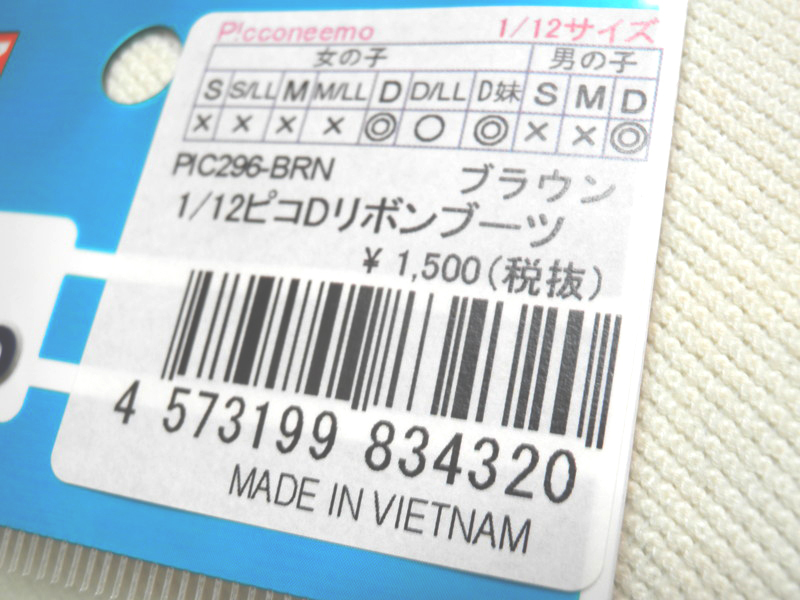 Picconeemo 1/12サイズ
女の子 男の子
S S/LL M M/LL D D/LL D妹 S M D
× × × × ◎ ○ ◎ × × ◎
PIC296-BRN ブラウン
1/12ピコDリボンブーツ
¥ 1,500(税抜)
4 573199 834320
MADE IN VIETNAM